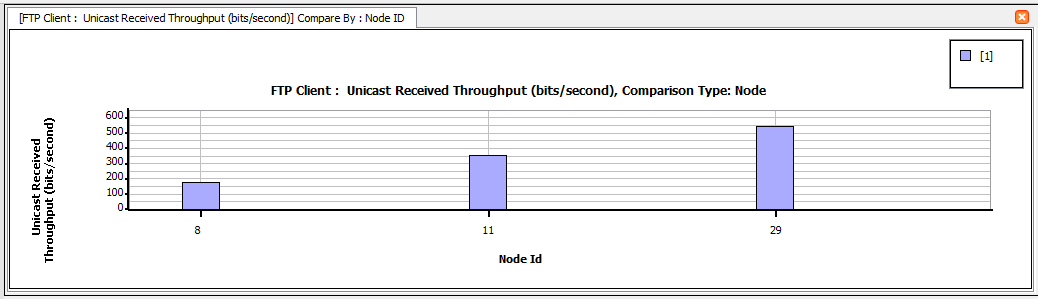 [FTP Client :  Unicast Received Throughput (bits/second)] Compare By : Node ID
[1]
FTP Client :  Unicast Received Throughput (bits/second), Comparison Type: Node
Unicast Received
Throughput (bits/second)
600
500
400
300
200
100
0
8
11
29
Node Id